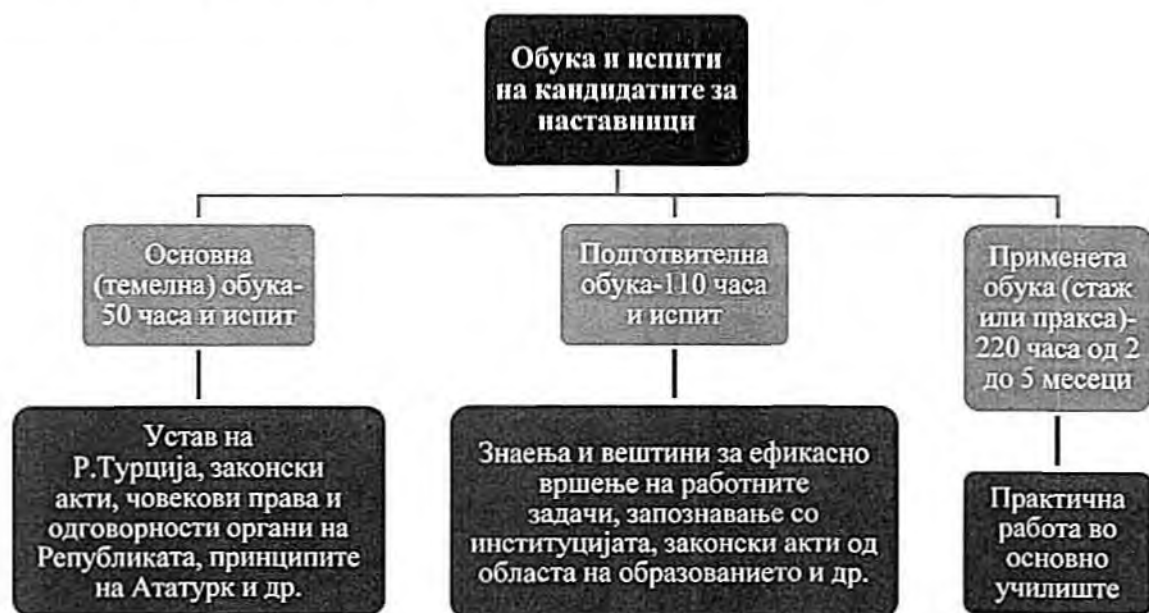 Обука и испити
на кандидатите за
наставници
Основна
(темелна) обука-
50 часа и испит
Подготвителна
обука-110 часа
и испит
Применета
обука (стаж
или пракса)-
220 часа од 2
до 5 месеци
Устав на
Р.Турција, законски
акти, човекови права и
одговорности органи на
Републиката, принципите
на Ататурк и др.
Знаења и вештини за ефикасно
вршење на работните
задачи, запознавање со
институцијата, законски акти од
областа на образованието и др.
Практична
работа во
основно
училиште